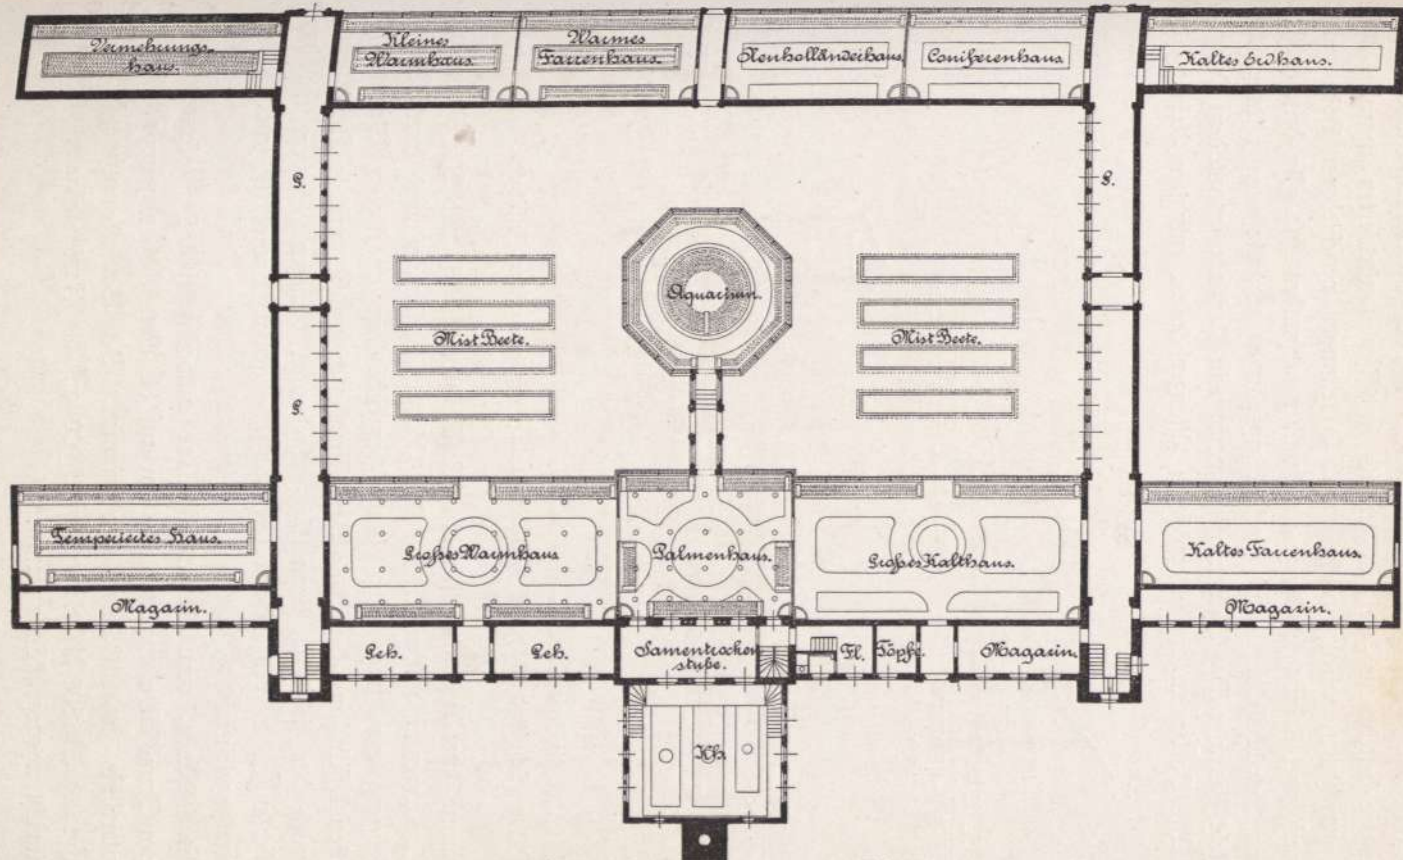 Vermehrungs-
haus.
Kleines
Warmhaus.
Warmes
Farrenhaus.
Neuholländerhaus.
Coniferenhaus.
Kaltes Erdhaus.
G.
G.
Aquarium.
Mist Beete.
Mist Beete.
G.
Temperiertes Haus.
Großes Warmhaus
Palmenhaus.
Großes Kalthaus.
Kaltes Farrenhaus.
Magazin.
Magazin.
Geh.
Geh.
Samentrocken
stube.
Fl.
Töpfe.
Magazin.
Kh.